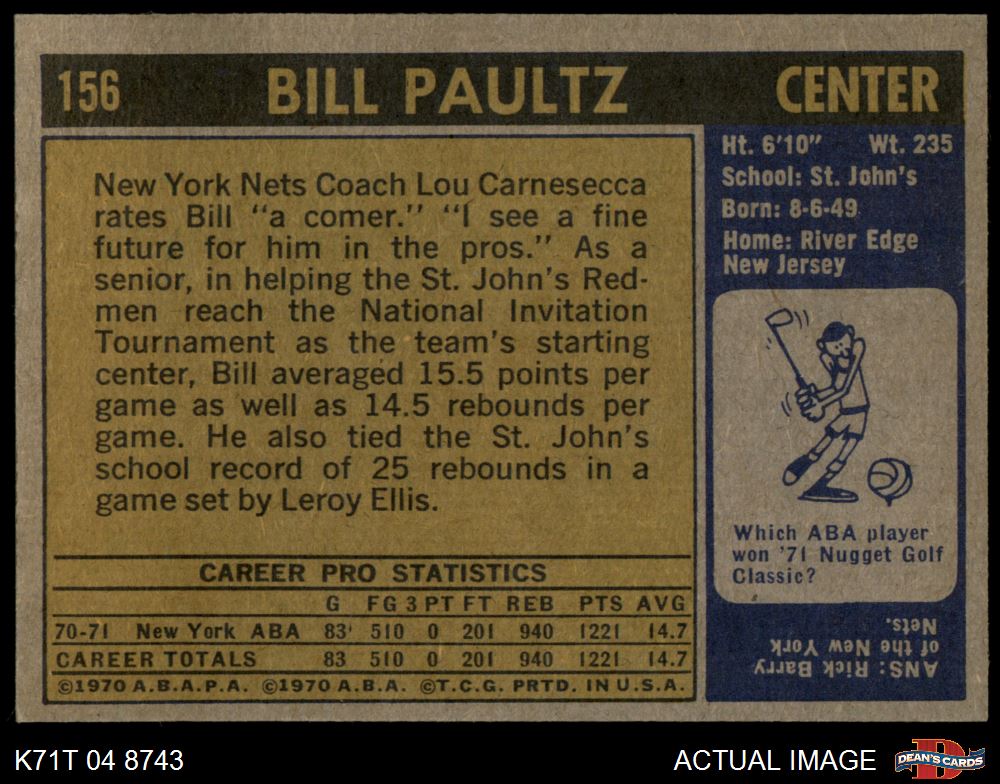 156 BILL PAULTZ CENTER
New York Nets Coach Lou Carnesecca
rates Bill "a comer." "I see a fine
future for him in the pros." As a
senior, in helping the St. John's Red-
men reach the National Invitation
Tournament as the team's starting
center, Bill averaged 15.5 points per
game as well as 14.5 rebounds per
game. He also tied the St. John's
school record of 25 rebounds in a
game set by Leroy Ellis.
CAREER PRO STATISTICS
G FG 3 PT FT REB PTS AVG
70-71 New York ABA 83 510 0 201 940 1221 14.7
CAREER TOTALS 83 510 0 201 940 1221 14.7
©1970 A.B.A.P.A. ©1970 A.B.A. ©T.C.G. PRTD. IN U.S.A.
Ht. 6'10" Wt. 235
School: St. John's
Born: 8-6-49
Home: River Edge
New Jersey
Which ABA player
won '71 Nugget Golf
Classic?
ANS: Rick Barry
of the New York
Nets.
K71T 04 8743 ACTUAL IMAGE
D
DEAN'S CARDS